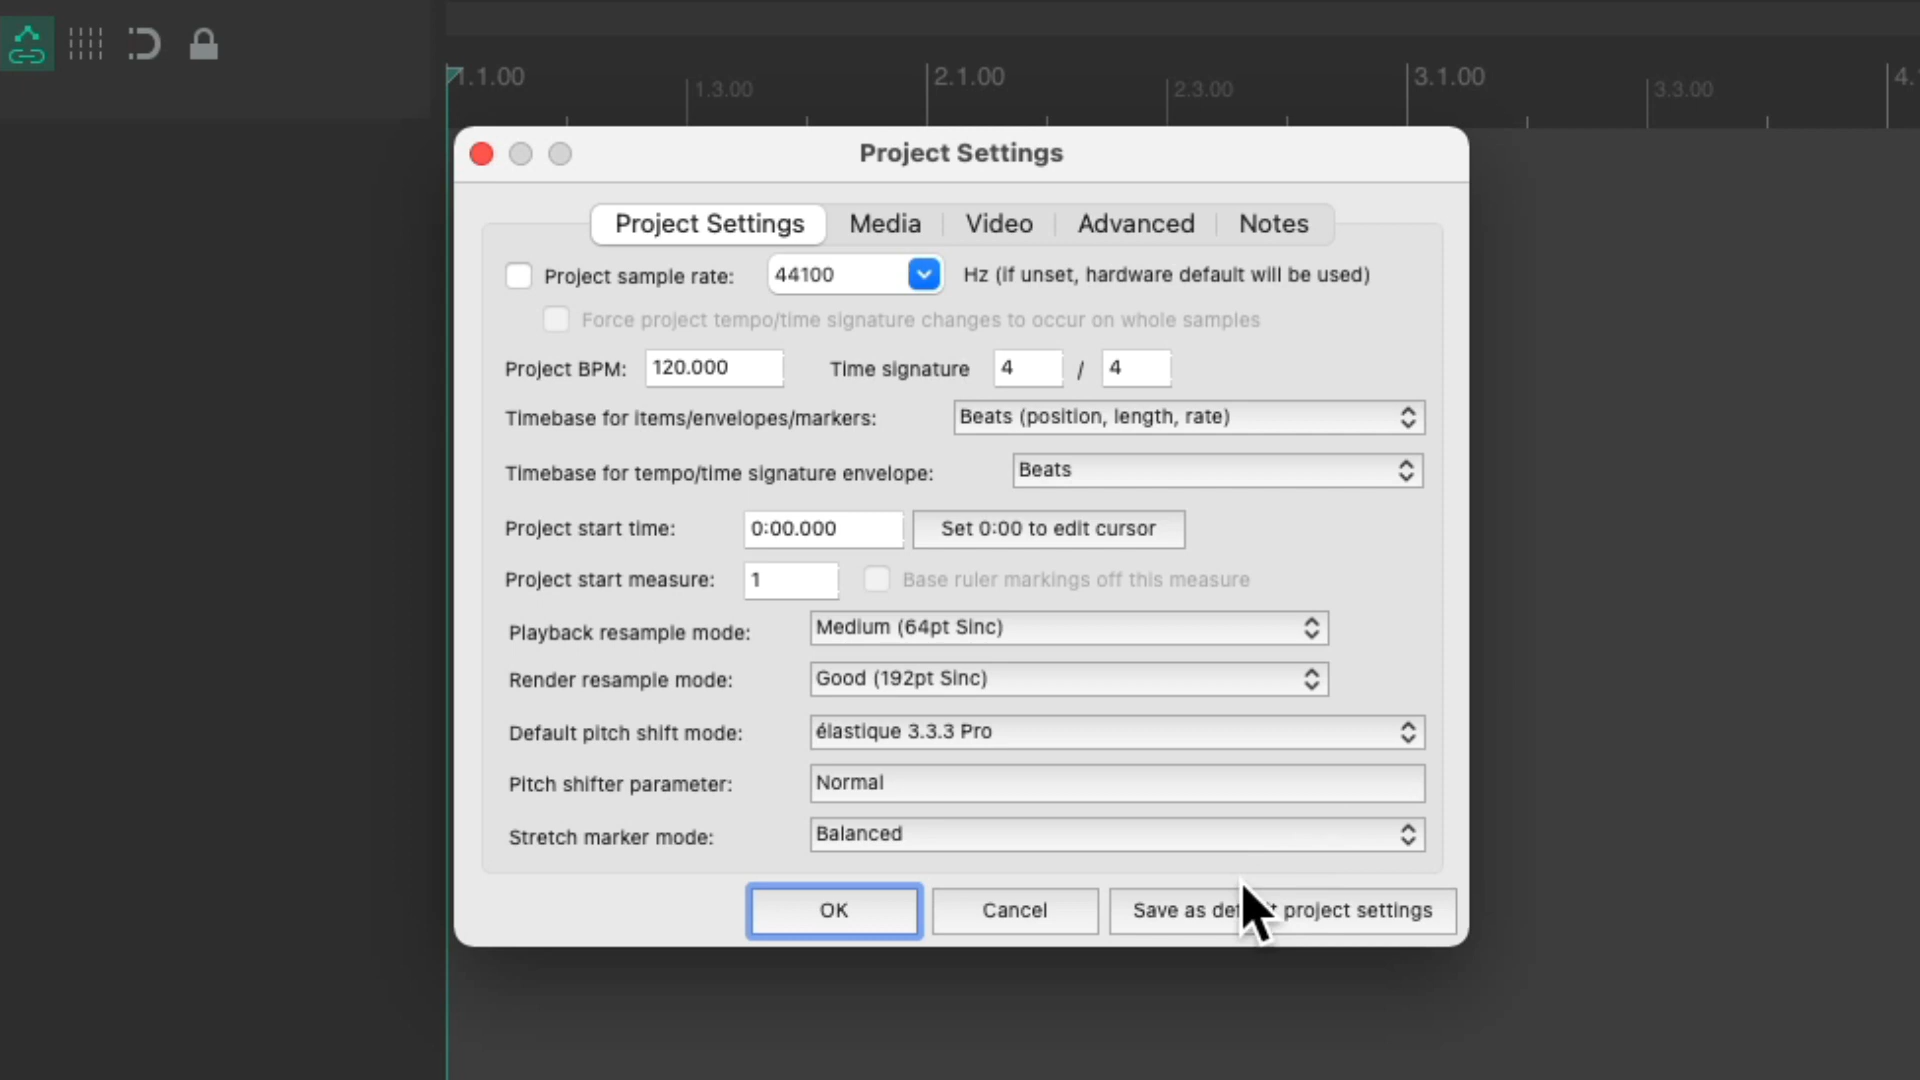 1.1.00
1.3.00
2.1.00
2.3.00
3.1.00
3.3.00
4.
Project Settings
Project Settings Media Video Advanced Notes
Project sample rate: 44100 Hz (if unset, hardware default will be used)
Force project tempo/time signature changes to occur on whole samples
Project BPM: 120.000 Time signature 4 / 4
Timebase for items/envelopes/markers: Beats (position, length, rate)
Timebase for tempo/time signature envelope: Beats
Project start time: 0:00.000 Set 0:00 to edit cursor
Project start measure: 1 Base ruler markings off this measure
Playback resample mode: Medium (64pt Sinc)
Render resample mode: Good (192pt Sinc)
Default pitch shift mode: élastique 3.3.3 Pro
Pitch shifter parameter: Normal
Stretch marker mode: Balanced
OK Cancel Save as default project settings